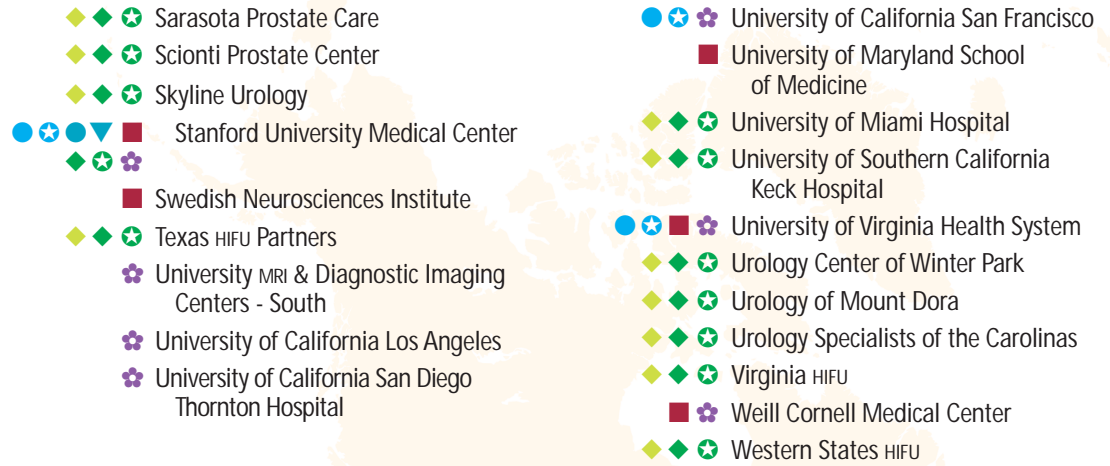 Sarasota Prostate Care
Scionti Prostate Center
Skyline Urology
Stanford University Medical Center
Swedish Neurosciences Institute
Texas HIFU Partners
University MRI & Diagnostic Imaging
Centers - South
University of California Los Angeles
University of California San Diego
Thornton Hospital
University of California San Francisco
University of Maryland School
of Medicine
University of Miami Hospital
University of Southern California
Keck Hospital
University of Virginia Health System
Urology Center of Winter Park
Urology of Mount Dora
Urology Specialists of the Carolinas
Virginia HIFU
Weill Cornell Medical Center
Western States HIFU